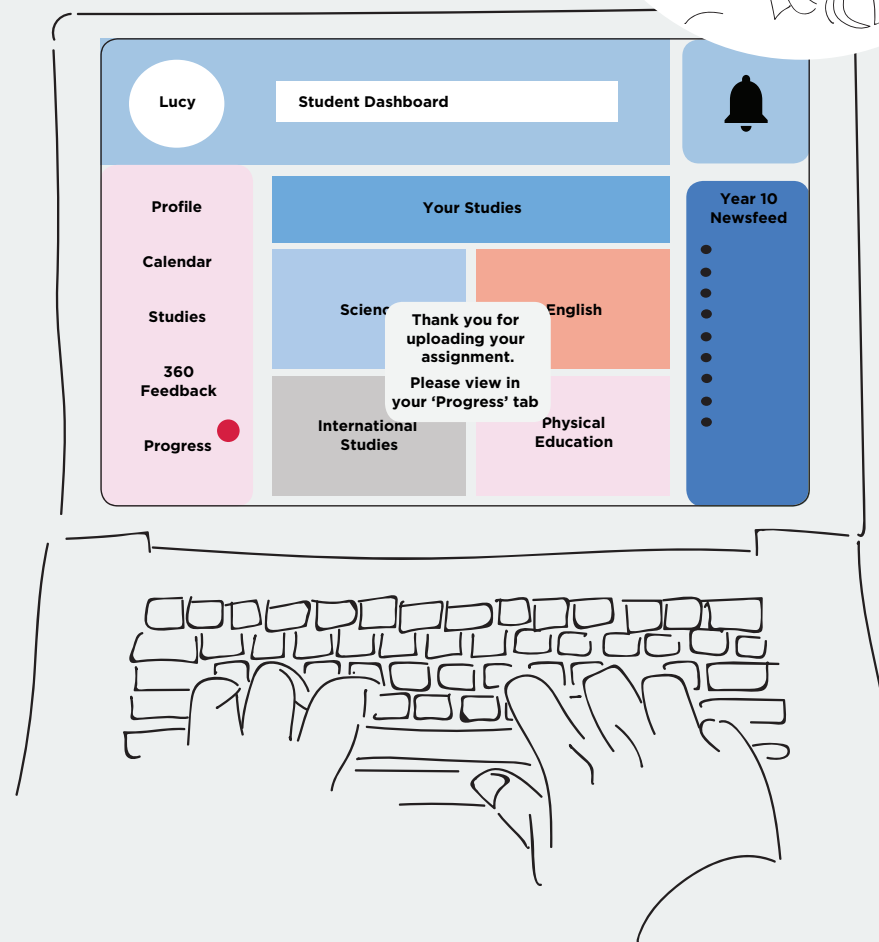 Lucy
Student Dashboard
Profile
Calendar
Studies
360
Feedback
Progress
Your Studies
Scienc
English
Thank you for
uploading your
assignment.
Please view in
your ‘Progress’ tab
International
Studies
Physical
Education
Year 10
Newsfeed